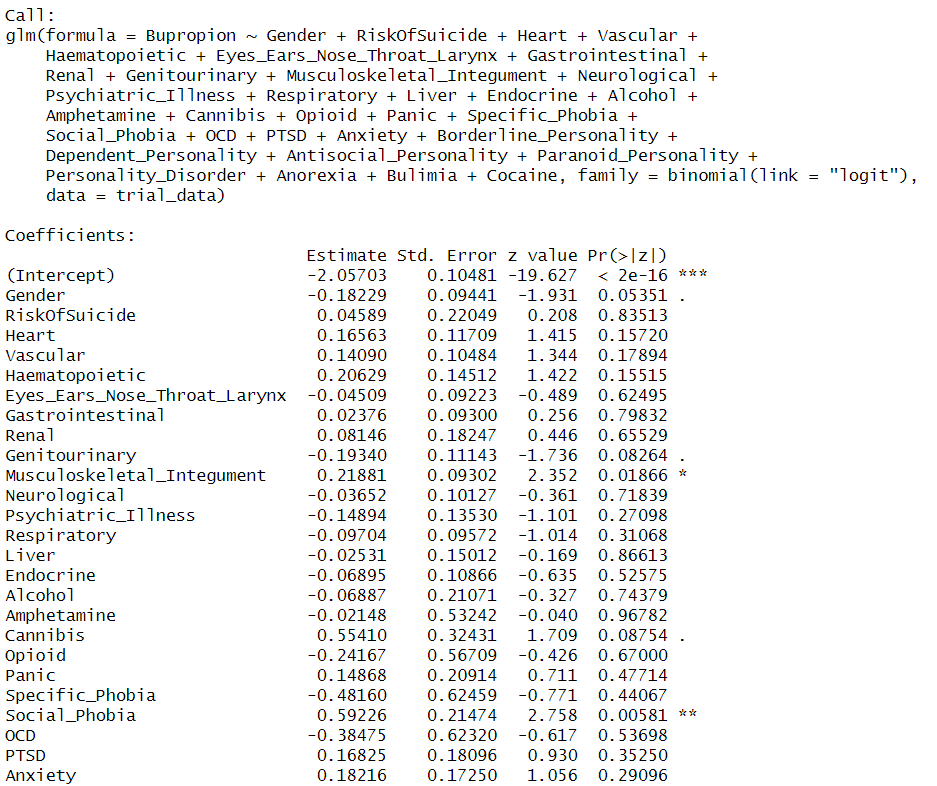 Call:
glm(formula = Bupropion ~ Gender + RiskOfSuicide + Heart + Vascular +
    Haematopoietic + Eyes_Ears_Nose_Throat_Larynx + Gastrointestinal +
    Renal + Genitourinary + Musculoskeletal_Integument + Neurological +
    Psychiatric_Illness + Respiratory + Liver + Endocrine + Alcohol +
    Amphetamine + Cannibis + Opioid + Panic + Specific_Phobia +
    Social_Phobia + OCD + PTSD + Anxiety + Borderline_Personality +
    Dependent_Personality + Antisocial_Personality + Paranoid_Personality +
    Personality_Disorder + Anorexia + Bulimia + Cocaine, family = binomial(link = "logit"),
    data = trial_data)

Coefficients:
                              Estimate Std. Error z value Pr(>|z|)
(Intercept)                   -2.05703    0.10481 -19.627  < 2e-16 ***
Gender                        -0.18229    0.09441  -1.931  0.05351 .
RiskOfSuicide                  0.04589    0.22049   0.208  0.83513
Heart                          0.16563    0.11709   1.415  0.15720
Vascular                       0.14090    0.10484   1.344  0.17894
Haematopoietic                 0.20629    0.14512   1.422  0.15515
Eyes_Ears_Nose_Throat_Larynx  -0.04509    0.09223  -0.489  0.62495
Gastrointestinal               0.02376    0.09300   0.256  0.79832
Renal                          0.08146    0.18247   0.446  0.65529
Genitourinary                 -0.19340    0.11143  -1.736  0.08264 .
Musculoskeletal_Integument     0.21881    0.09302   2.352  0.01866 *
Neurological                  -0.03652    0.10127  -0.361  0.71839
Psychiatric_Illness           -0.14894    0.13530  -1.101  0.27098
Respiratory                   -0.09704    0.09572  -1.014  0.31068
Liver                         -0.02531    0.15012  -0.169  0.86613
Endocrine                     -0.06895    0.10866  -0.635  0.52575
Alcohol                       -0.06887    0.21071  -0.327  0.74379
Amphetamine                   -0.02148    0.53242  -0.040  0.96782
Cannibis                       0.55410    0.32431   1.709  0.08754 .
Opioid                        -0.24167    0.56709  -0.426  0.67000
Panic                          0.14868    0.20914   0.711  0.47714
Specific_Phobia               -0.48160    0.62459  -0.771  0.44067
Social_Phobia                  0.59226    0.21474   2.758  0.00581 **
OCD                           -0.38475    0.62320  -0.617  0.53698
PTSD                           0.16825    0.18096   0.930  0.35250
Anxiety                        0.18216    0.17250   1.056  0.29096